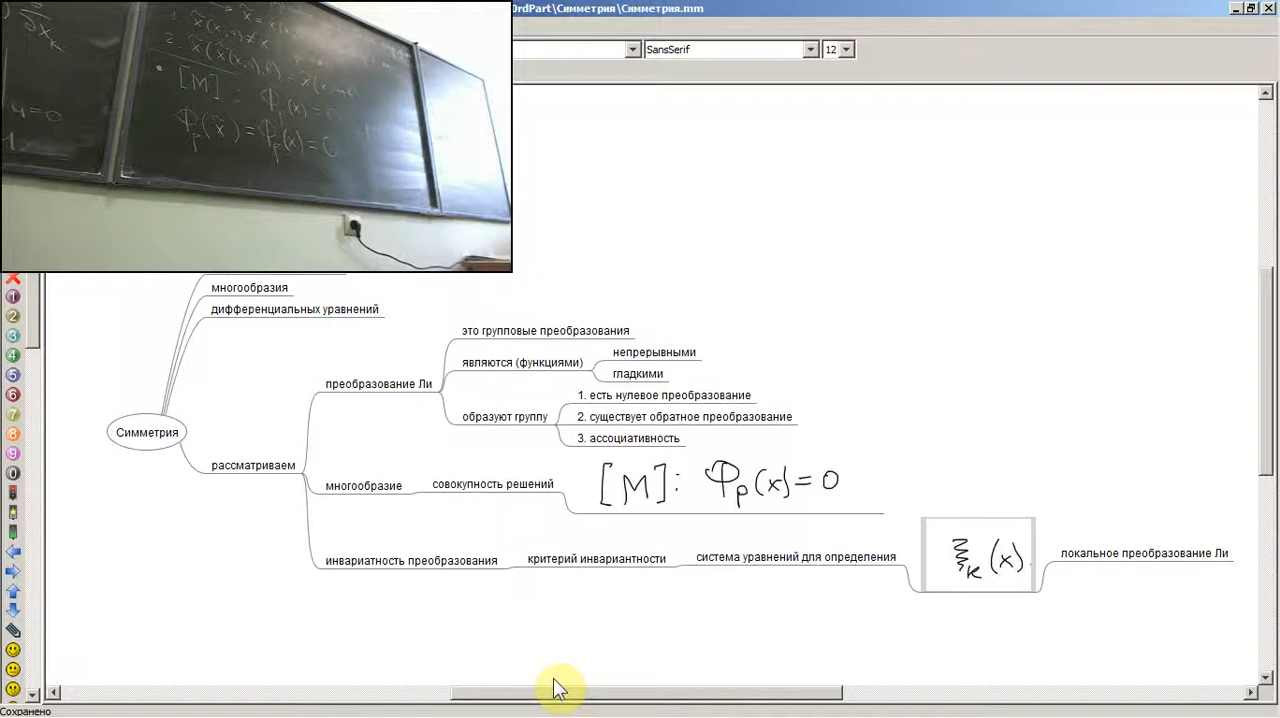 OrdPart\Симметрия\Симметрия.mm
SansSerif
12
[M] :
Φp(x̃) = Φp(x) = 0
многообразия
дифференциальных уравнений
это групповые преобразования
являются (функциями)
непрерывными
гладкими
преобразование Ли
образуют группу
1. есть нулевое преобразование
2. существует обратное преобразование
3. ассоциативность
Симметрия
рассматриваем
многообразие
совокупность решений
[M]: Φp(x) = 0
инвариатность преобразования
критерий инвариантности
система уравнений для определения
ξk(x).
локальное преобразование Ли
Сохранено